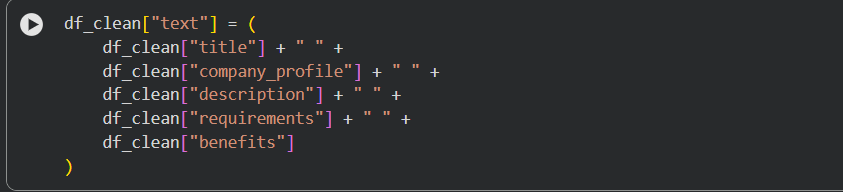 df_clean["text"] = (
    df_clean["title"] + " " +
    df_clean["company_profile"] + " " +
    df_clean["description"] + " " +
    df_clean["requirements"] + " " +
    df_clean["benefits"]
)